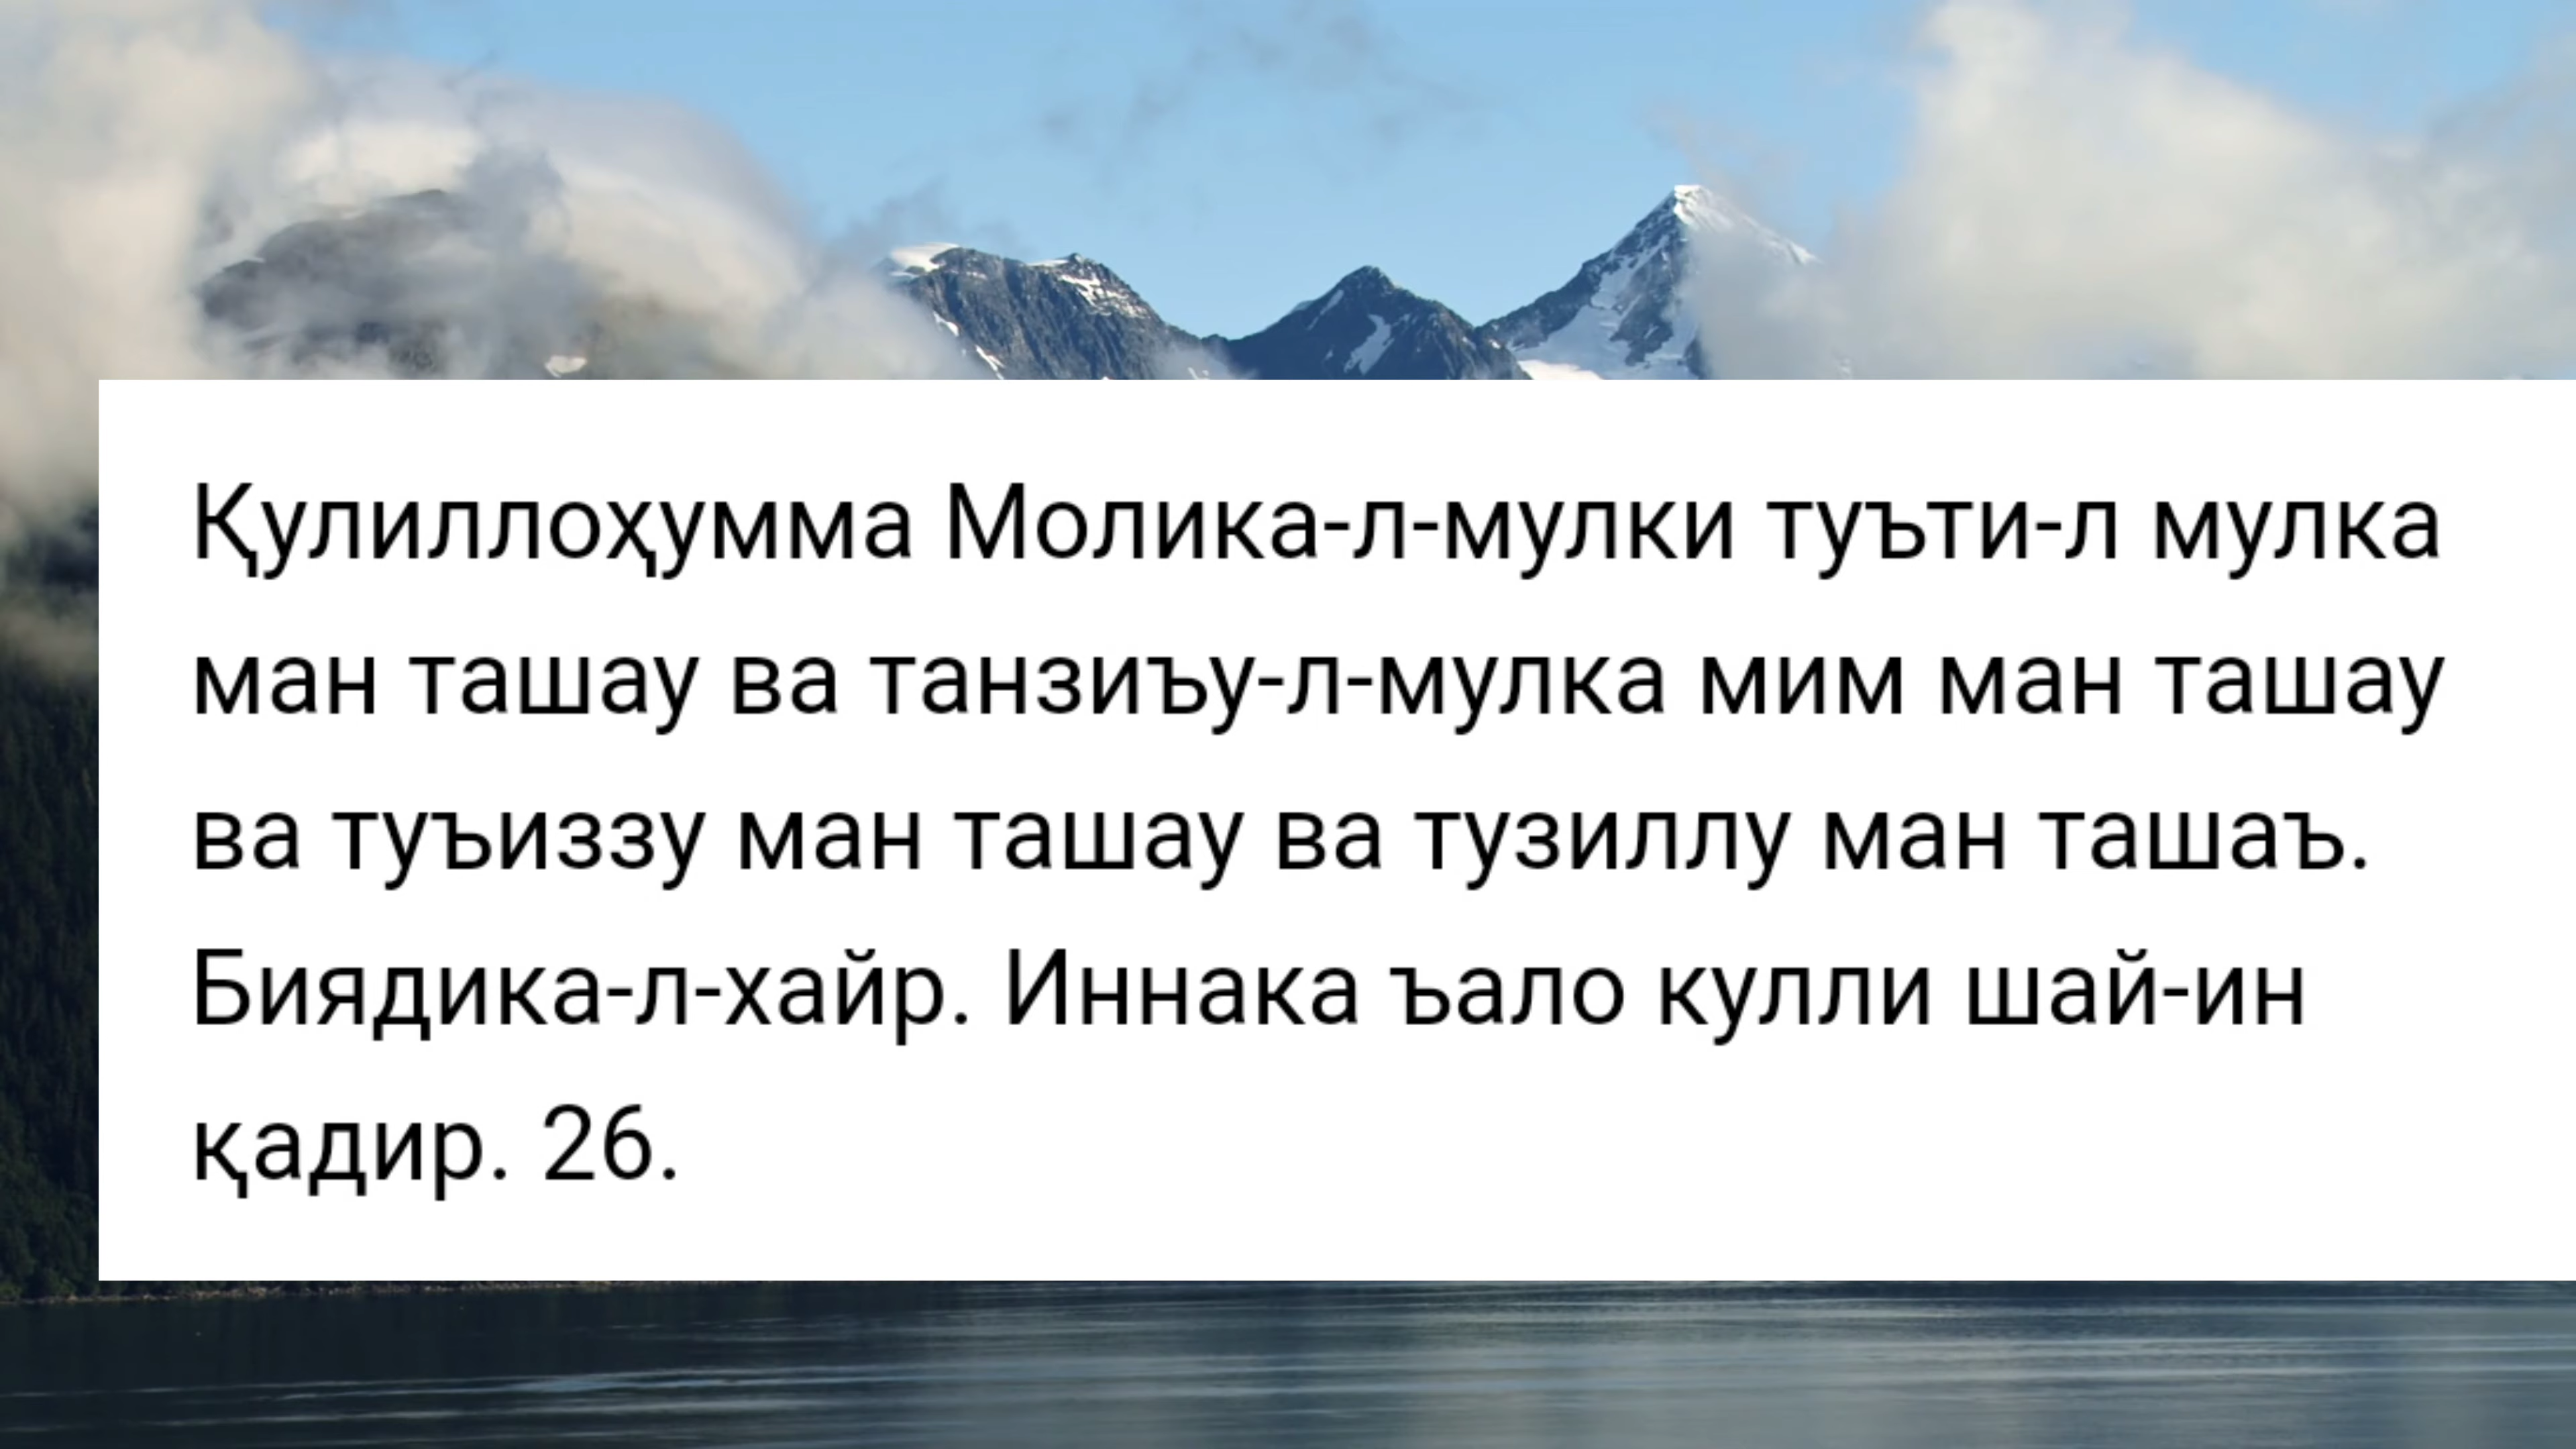 Қулиллоҳумма Молика-л-мулки туъти-л мулка
ман ташау ва танзиъу-л-мулка мим ман ташау
ва туъиззу ман ташау ва тузиллу ман ташаъ.
Биядика-л-хайр. Иннака ъало кулли шай-ин
қадир. 26.